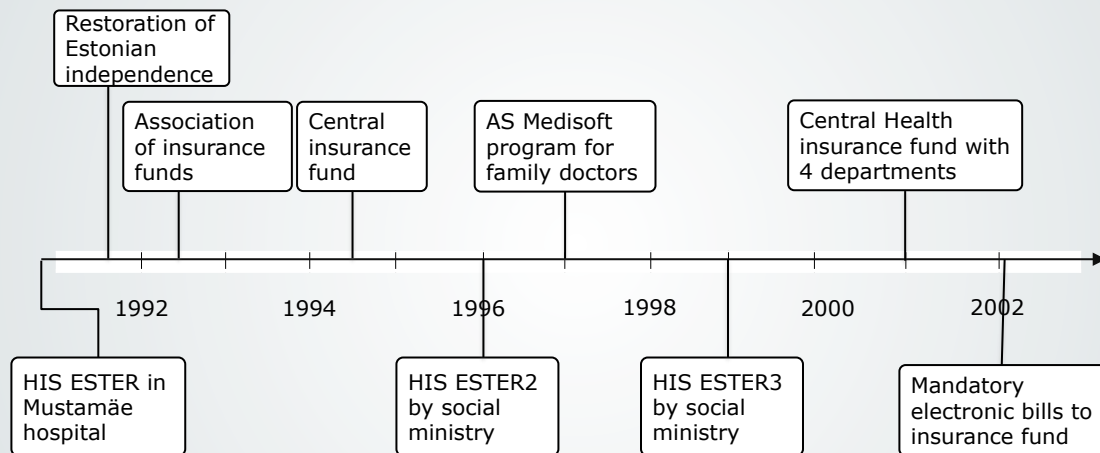 Restoration of
Estonian
independence
Association
of insurance
funds
Central
insurance
fund
AS Medisoft
program for
family doctors
Central Health
insurance fund with
4 departments
1992
1994
1996
1998
2000
2002
HIS ESTER in
Mustamäe
hospital
HIS ESTER2
by social
ministry
HIS ESTER3
by social
ministry
Mandatory
electronic bills to
insurance fund